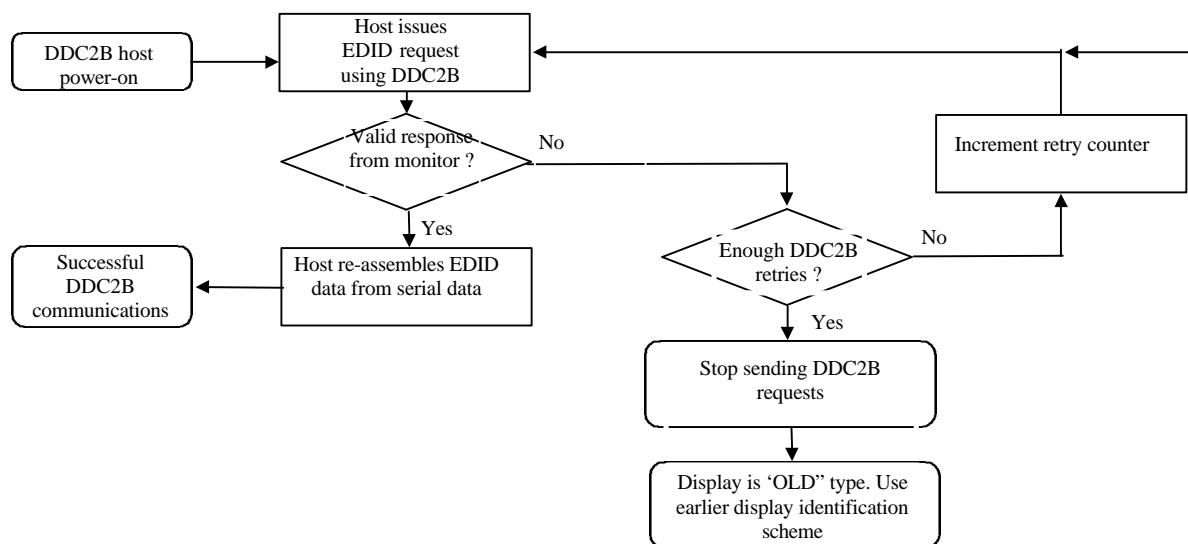 DDC2B host
power-on
Host issues
EDID request
using DDC2B
Valid response
from monitor ?
No
Increment retry counter
Yes
Enough DDC2B
retries ?
No
Successful
DDC2B
communications
Host re-assembles EDID
data from serial data
Yes
Stop sending DDC2B
requests
Display is ‘OLD” type. Use
earlier display identification
scheme